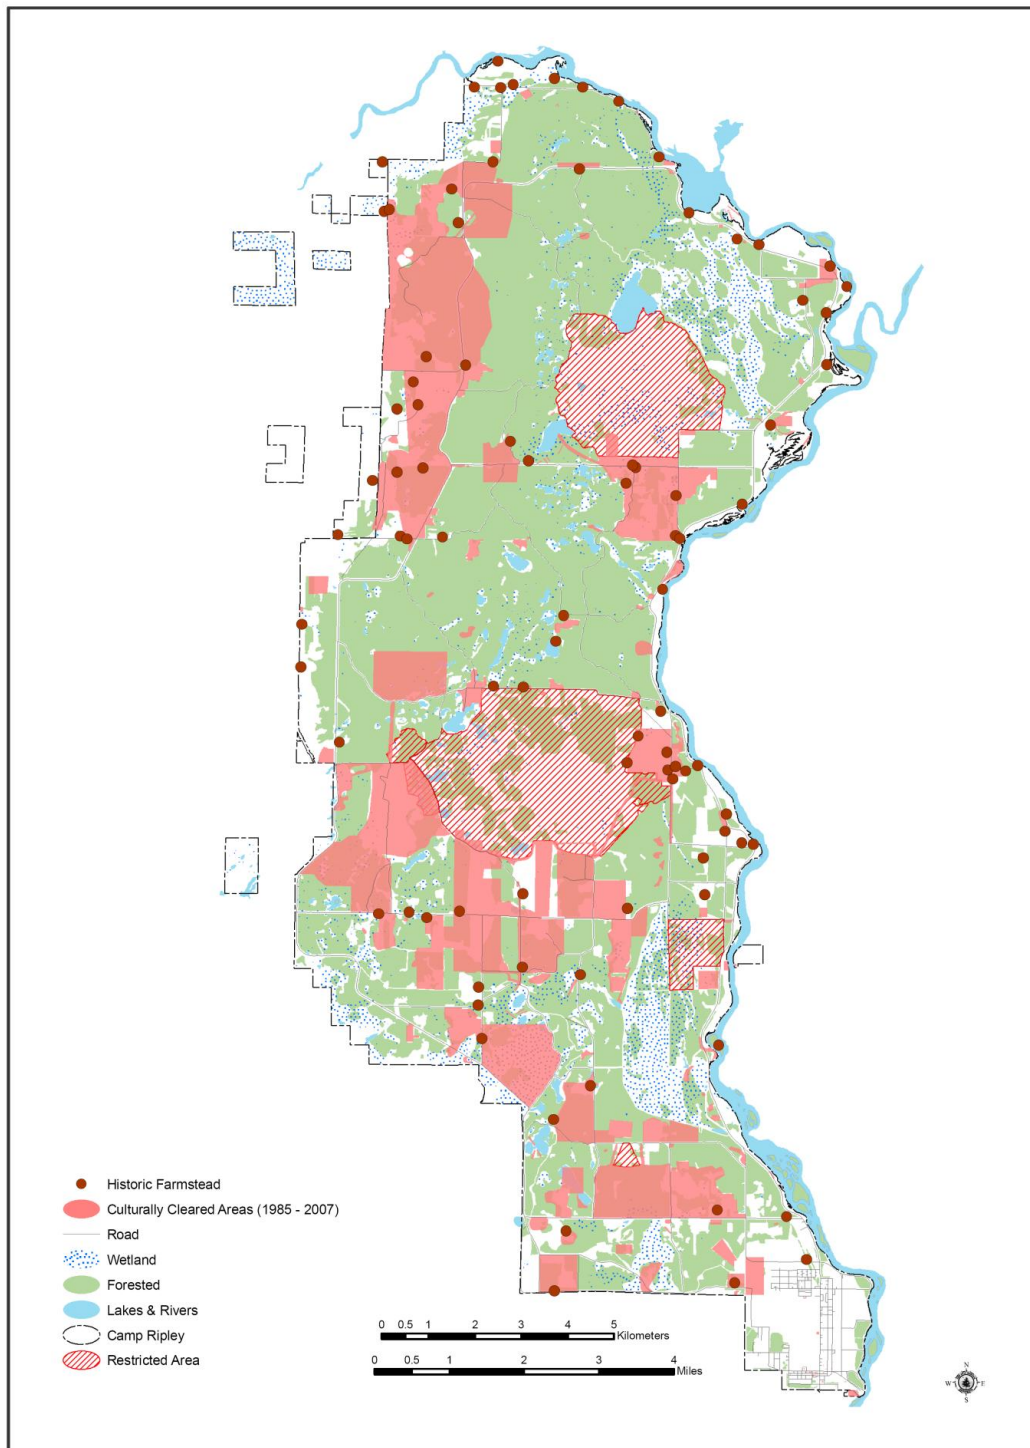 Historic Farmstead
Culturally Cleared Areas (1985 - 2007)
Road
Wetland
Forested
Lakes & Rivers
Camp Ripley
Restricted Area
0 0.5 1 2 3 4 5
Kilometers
0 0.5 1 2 3 4
Miles
N
W E
S